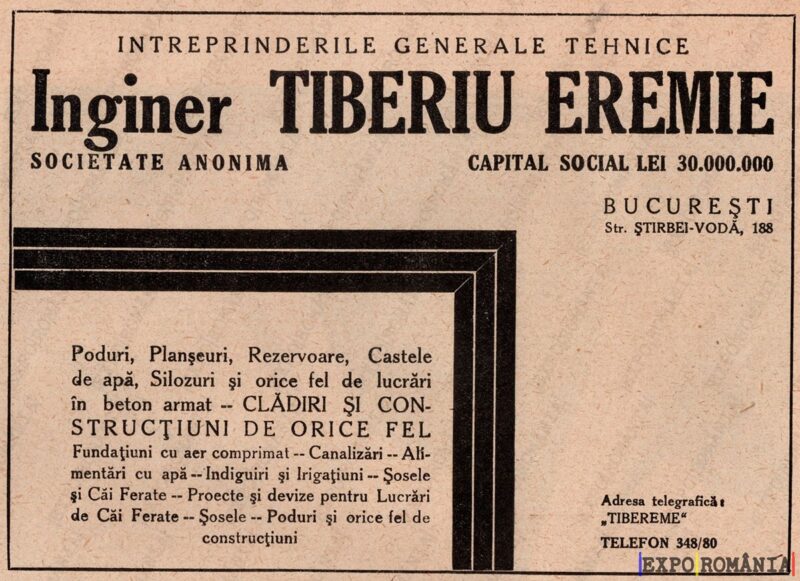 INTREPRINDERILE GENERALE TEHNICE
Inginer TIBERIU EREMIE
SOCIETATE ANONIMA
CAPITAL SOCIAL LEI 30.000.000
BUCUREŞTI
Str. ŞTIRBEI-VODĂ, 188
Poduri, Planşeuri, Rezervoare, Castele
de apă, Silozuri şi orice fel de lucrări
în beton armat -- CLĂDIRI ŞI CON-
STRUCŢIUNI DE ORICE FEL
Fundaţiuni cu aer comprimat -- Canalizări -- Ali-
mentări cu apă -- Indiguiri şi Irigaţiuni -- Şosele
şi Căi Ferate -- Proecte şi devize pentru Lucrări
de Căi Ferate -- Şosele -- Poduri şi orice fel de
construcţiuni
Adresa telegrafică:
„TIBEREME“
TELEFON 348/80
EXPO ROMÂNIA